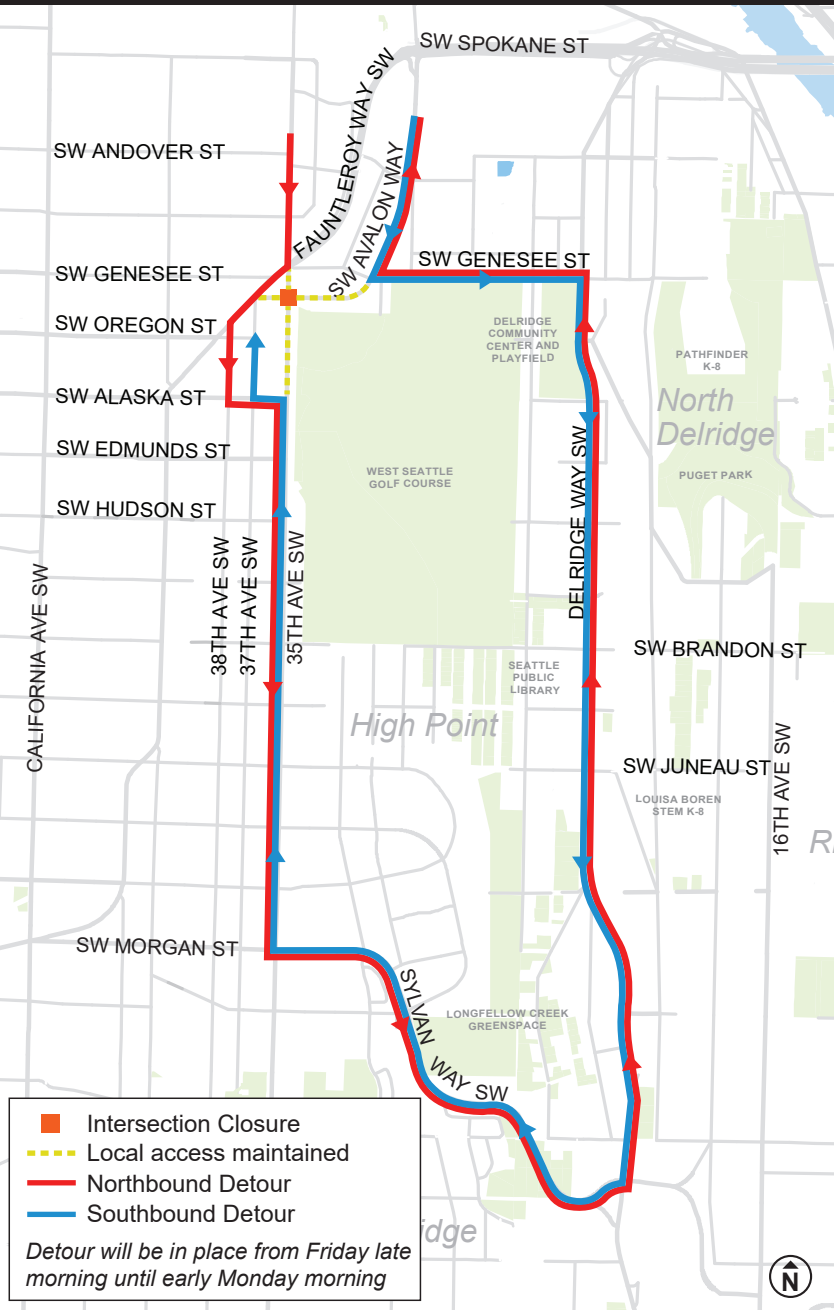 SW SPOKANE ST
FAUNTLEROY WAY SW
SW ANDOVER ST
SW AVALON WAY
SW GENESEE ST
SW GENESEE ST
SW OREGON ST
DELRIDGE
COMMUNITY
CENTER AND
PLAYFIELD
PATHFINDER
K-8
SW ALASKA ST
North
Delridge
SW EDMUNDS ST
WEST SEATTLE
GOLF COURSE
PUGET PARK
SW HUDSON ST
DELRIDGE WAY SW
CALIFORNIA AVE SW
38TH AVE SW
37TH AVE SW
35TH AVE SW
SW BRANDON ST
SEATTLE
PUBLIC
LIBRARY
High Point
SW JUNEAU ST
16TH AVE SW
LOUISA BOREN
STEM K-8
SW MORGAN ST
SYLVAN
WAY SW
LONGFELLOW CREEK
GREENSPACE
Intersection Closure
Local access maintained
Northbound Detour
Southbound Detour
Detour will be in place from Friday late
morning until early Monday morning
idge
N